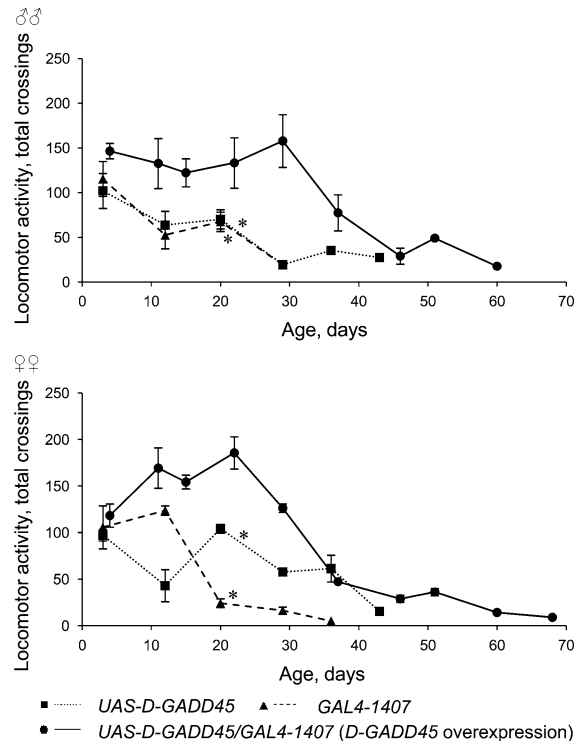 ♂♂
Locomotor activity, total crossings
250
200
150
100
50
0
*
*
0 10 20 30 40 50 60 70
Age, days
♀♀
Locomotor activity, total crossings
250
200
150
100
50
0
*
*
0 10 20 30 40 50 60 70
Age, days
UAS-D-GADD45 GAL4-1407
UAS-D-GADD45/GAL4-1407 (D-GADD45 overexpression)